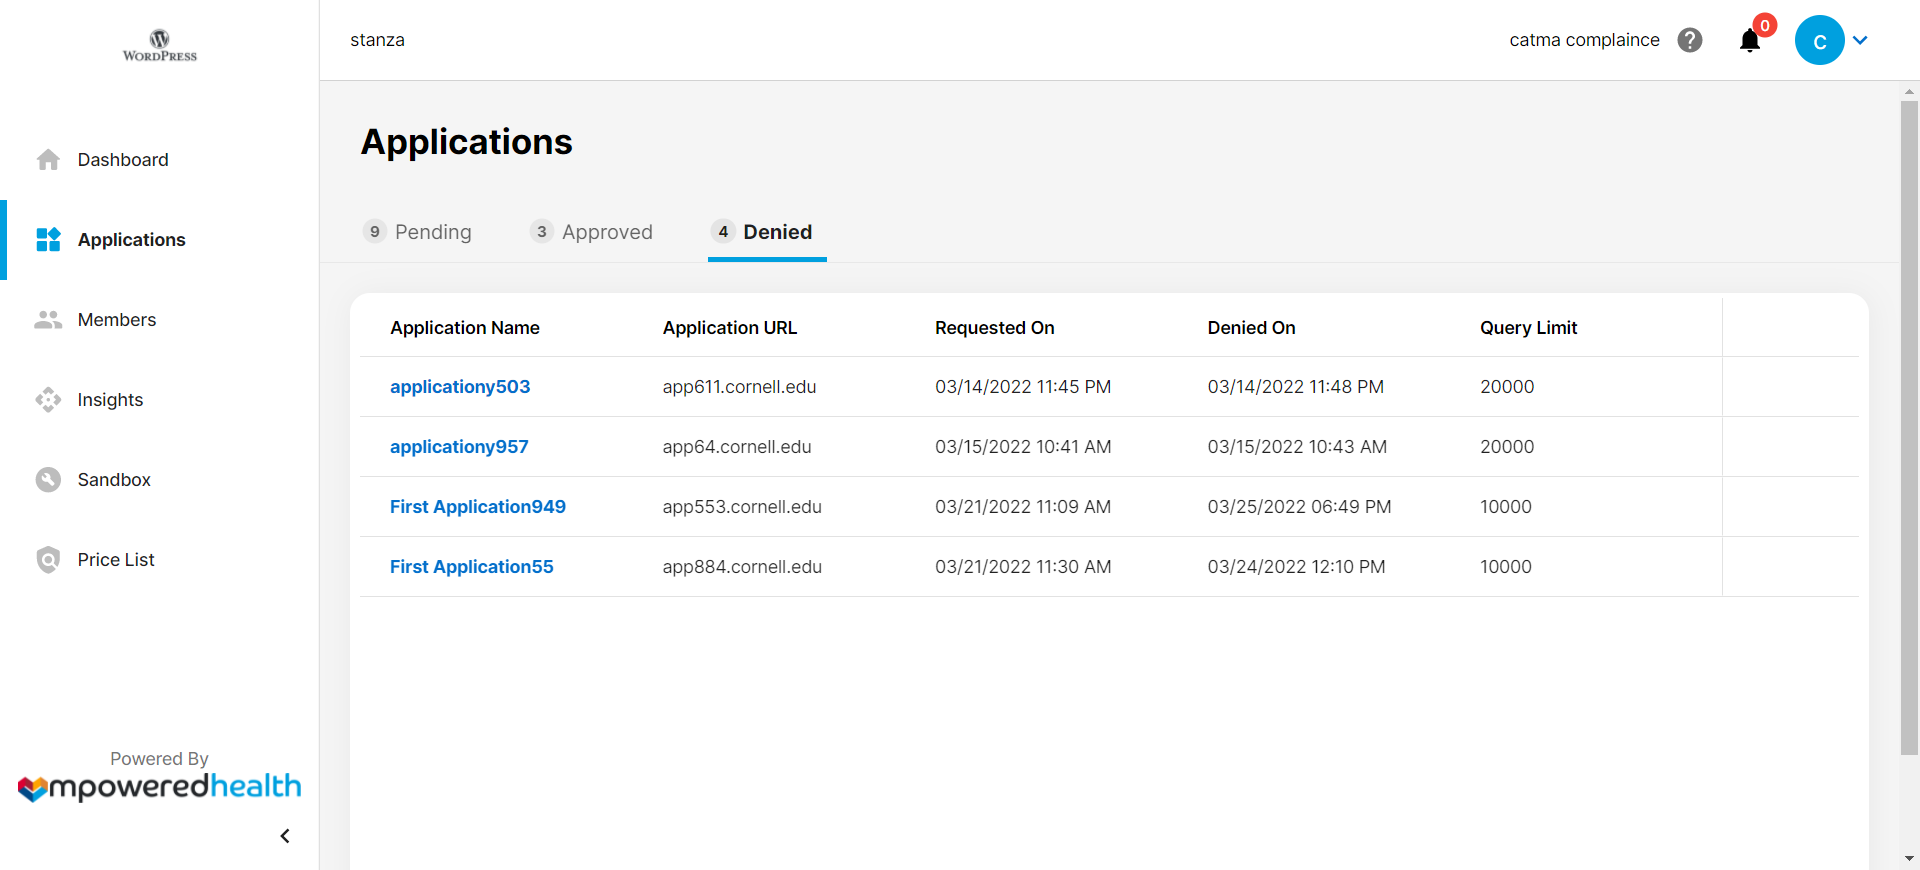 WORDPRESS
stanza
catma complaince
0
c
Dashboard
Applications
Members
Insights
Sandbox
Price List
Powered By
mpoweredhealth
Applications
9 Pending
3 Approved
4 Denied
Application Name Application URL Requested On Denied On Query Limit
applicationy503 app611.cornell.edu 03/14/2022 11:45 PM 03/14/2022 11:48 PM 20000
applicationy957 app64.cornell.edu 03/15/2022 10:41 AM 03/15/2022 10:43 AM 20000
First Application949 app553.cornell.edu 03/21/2022 11:09 AM 03/25/2022 06:49 PM 10000
First Application55 app884.cornell.edu 03/21/2022 11:30 AM 03/24/2022 12:10 PM 10000